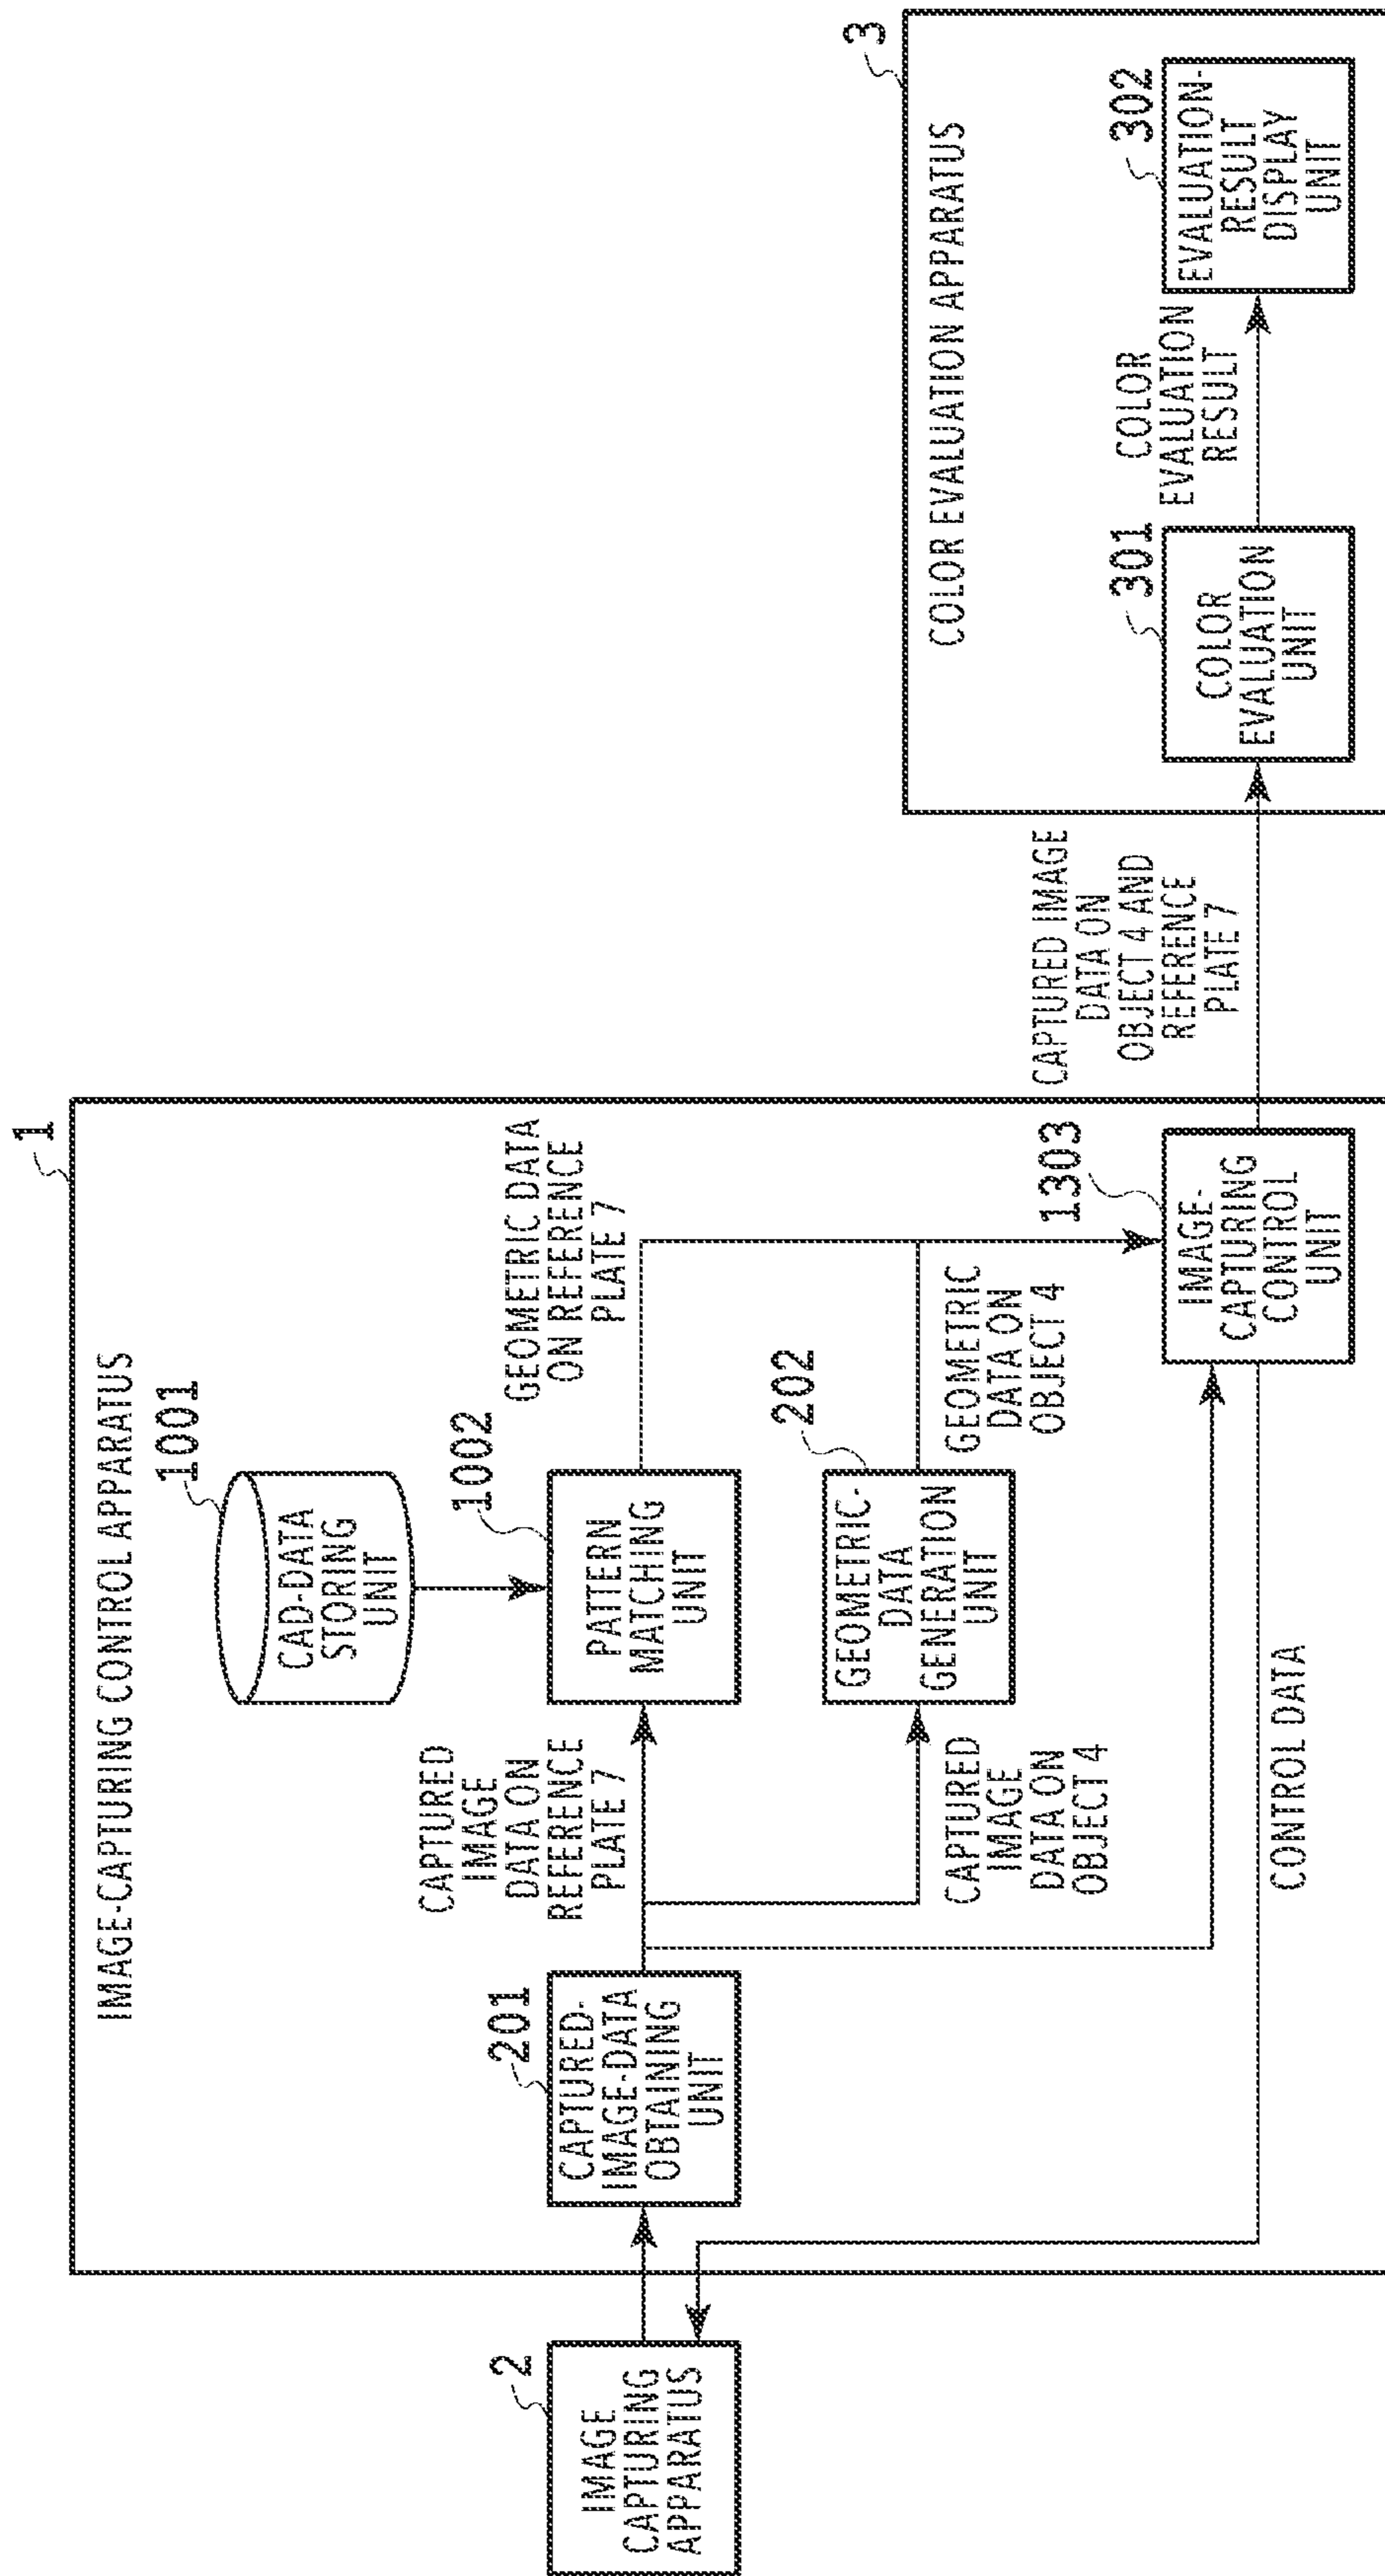 1
IMAGE-CAPTURING CONTROL APPARATUS
1001
CAD-DATA
STORING
UNIT
2
IMAGE
CAPTURING
APPARATUS
201
CAPTURED-
IMAGE-DATA
OBTAINING
UNIT
CAPTURED
IMAGE
DATA ON
REFERENCE
PLATE 7
1002
PATTERN
MATCHING
UNIT
GEOMETRIC DATA
ON REFERENCE
PLATE 7
202
GEOMETRIC-
DATA
GENERATION
UNIT
CAPTURED
IMAGE
DATA ON
OBJECT 4
GEOMETRIC
DATA ON
OBJECT 4
1303
IMAGE-
CAPTURING
CONTROL
UNIT
CONTROL DATA
CAPTURED IMAGE
DATA ON
OBJECT 4 AND
REFERENCE
PLATE 7
3
COLOR EVALUATION APPARATUS
301
COLOR
EVALUATION
UNIT
COLOR
EVALUATION
RESULT
302
EVALUATION-
RESULT
DISPLAY
UNIT